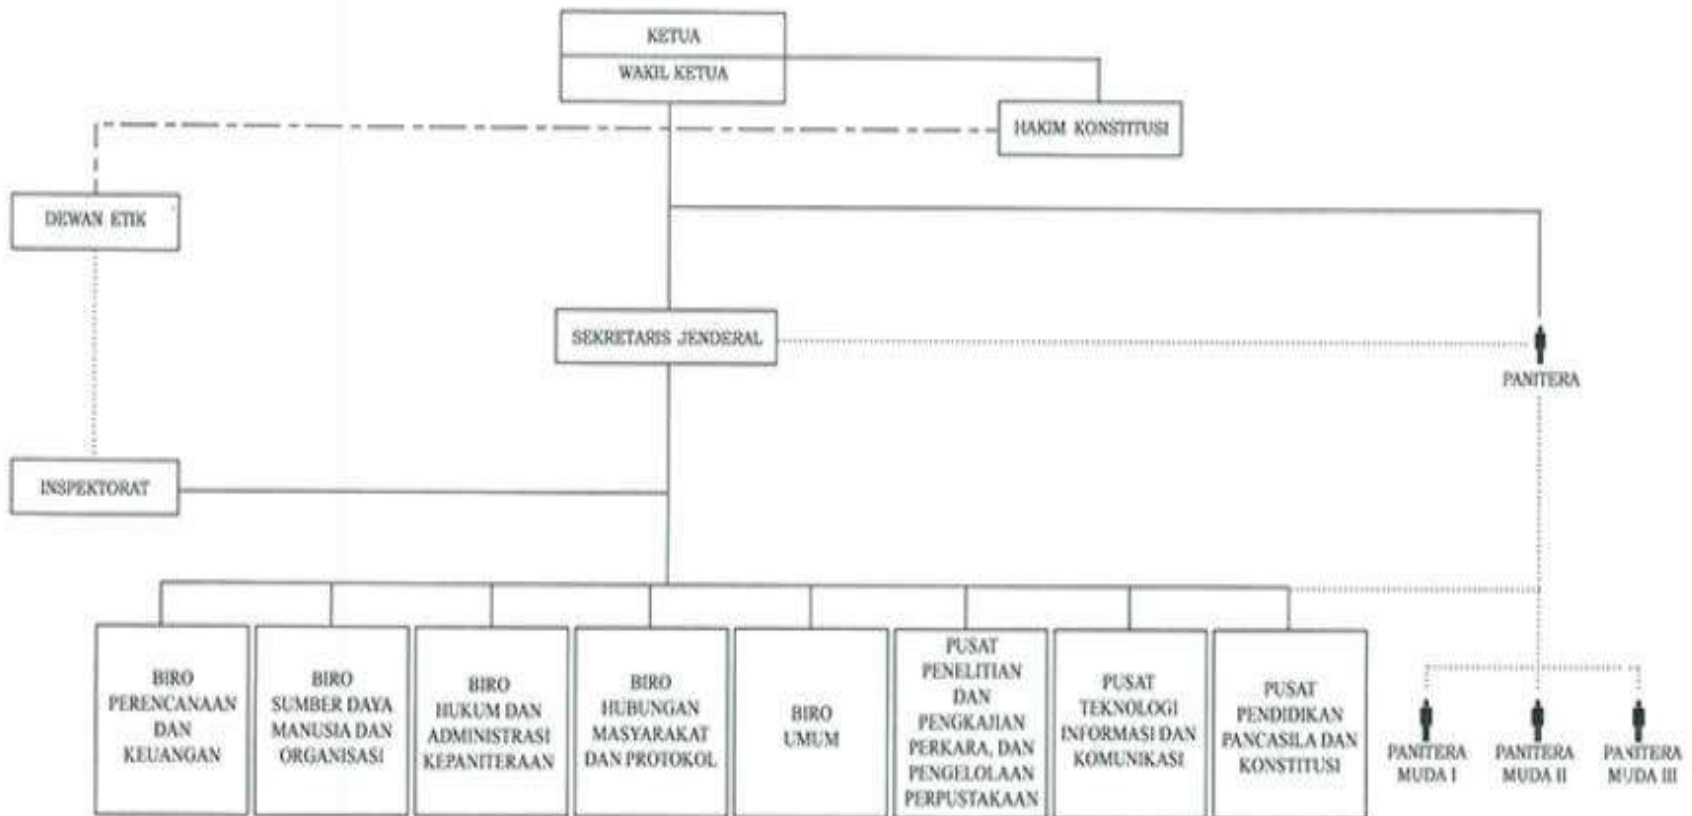 KETUA
WAKIL KETUA
HAKIM KONSTITUSI
DEWAN ETIK
SEKRETARIS JENDERAL
PANITERA
INSPEKTORAT
BIRO
PERENCANAAN
DAN
KEUANGAN
BIRO
SUMBER DAYA
MANUSIA DAN
ORGANISASI
BIRO
HUKUM DAN
ADMINISTRASI
KEPANITERAAN
BIRO
HUBUNGAN
MASYARAKAT
DAN PROTOKOL
BIRO
UMUM
PUSAT
PENELITIAN
DAN
PENGKAJIAN
PERKARA, DAN
PENGELOLAAN
PERPUSTAKAAN
PUSAT
TEKNOLOGI
INFORMASI DAN
KOMUNIKASI
PUSAT
PENDIDIKAN
PANCASILA DAN
KONSTITUSI
PANITERA
MUDA I
PANITERA
MUDA II
PANITERA
MUDA III